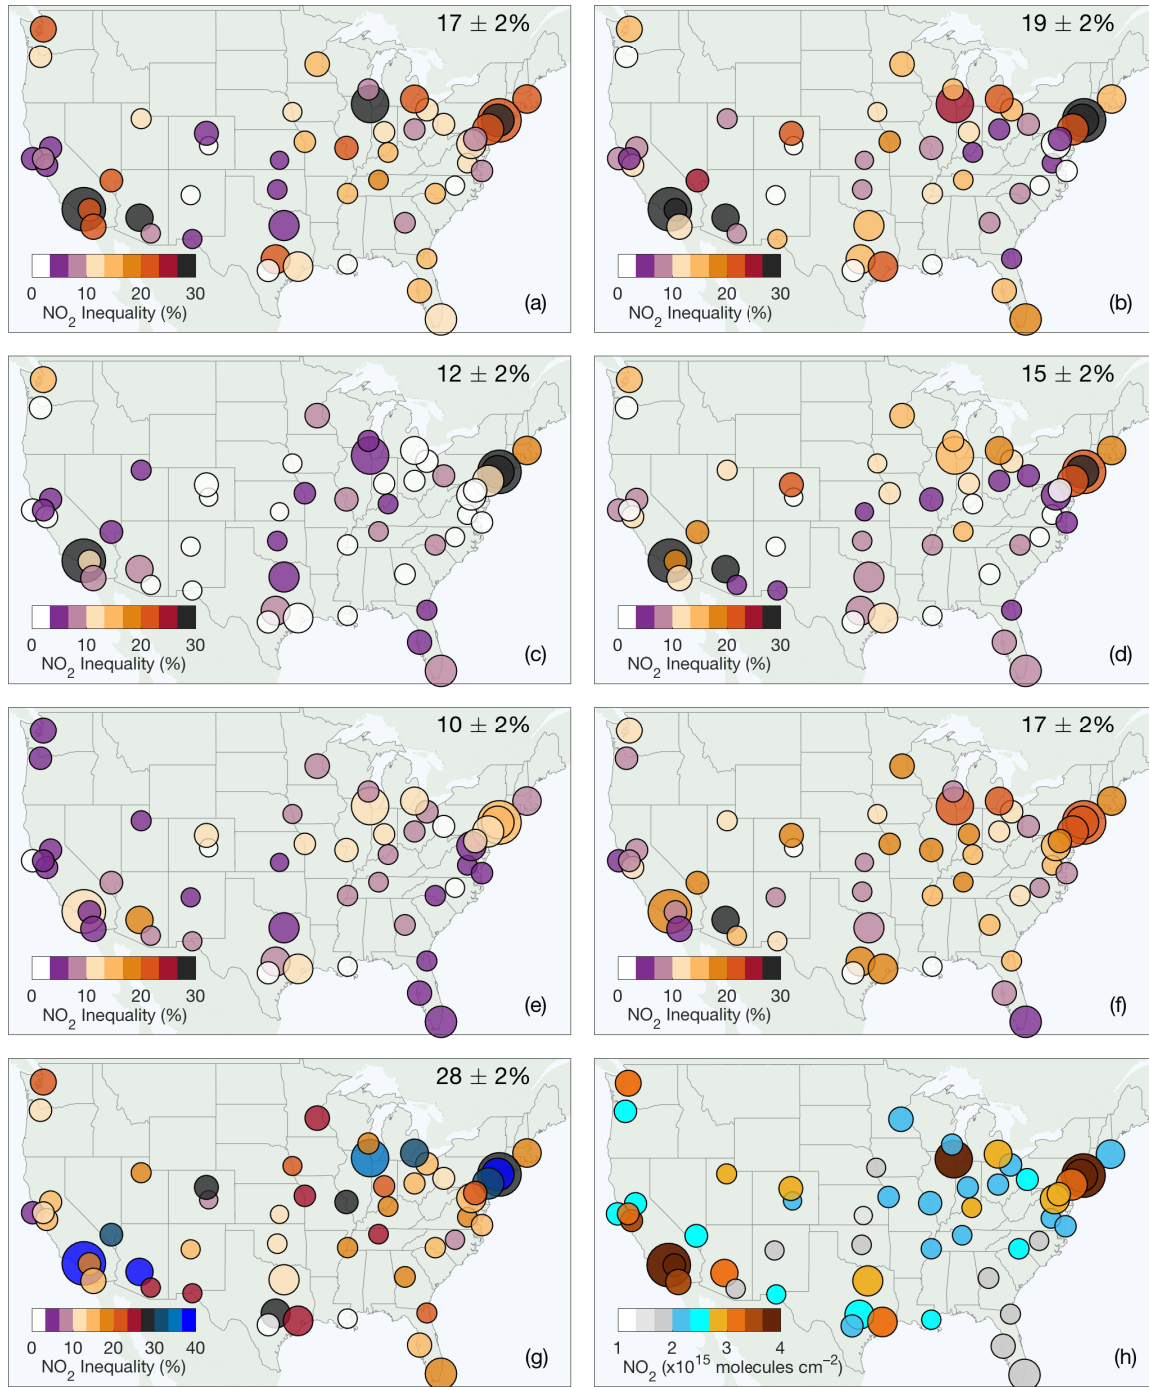 17 ± 2%
0 10 20 30
NO2 Inequality (%)
(a)
19 ± 2%
0 10 20 30
NO2 Inequality (%)
(b)
12 ± 2%
0 10 20 30
NO2 Inequality (%)
(c)
15 ± 2%
0 10 20 30
NO2 Inequality (%)
(d)
10 ± 2%
0 10 20 30
NO2 Inequality (%)
(e)
17 ± 2%
0 10 20 30
NO2 Inequality (%)
(f)
28 ± 2%
0 10 20 30 40
NO2 Inequality (%)
(g)
1 2 3 4
NO2 (x10^15 molecules cm^−2)
(h)